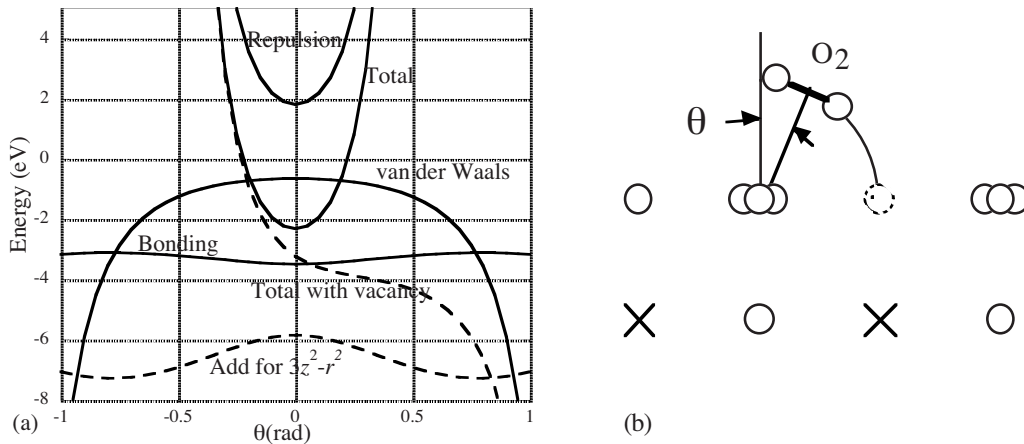 4
2
0
-2
-4
-6
-8
Energy (eV)
Repulsion
Total
van der Waals
Bonding
Total with vacancy
Add for 3z²-r²
-1
-0.5
0
0.5
1
θ(rad)
(a)
O₂
θ
(b)